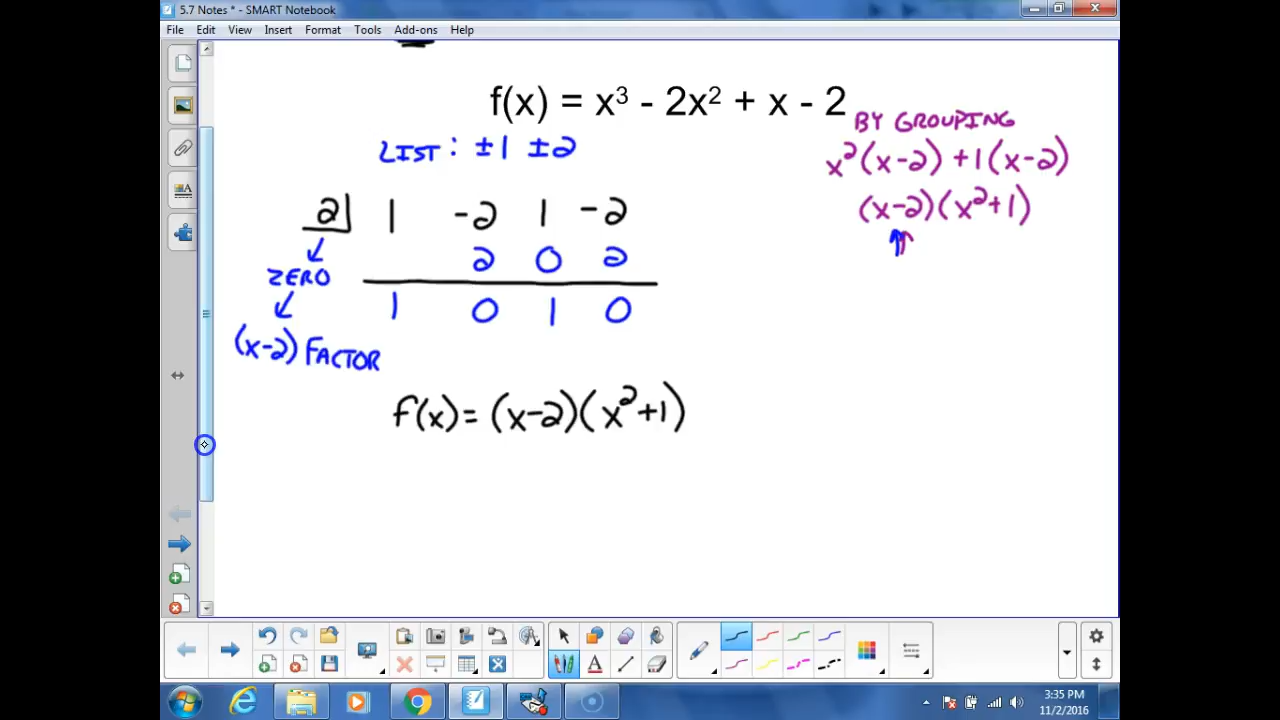 5.7 Notes * - SMART Notebook
File Edit View Insert Format Tools Add-ons Help
f(x) = x³ - 2x² + x - 2
BY GROUPING
x²(x-2) +1(x-2)
(x-2)(x²+1)
LIST: ±1 ±2
2 1 -2 1 -2
2 0 2
ZERO
1 0 1 0
(x-2) FACTOR
f(x)= (x-2)(x²+1)
3:35 PM
11/2/2016